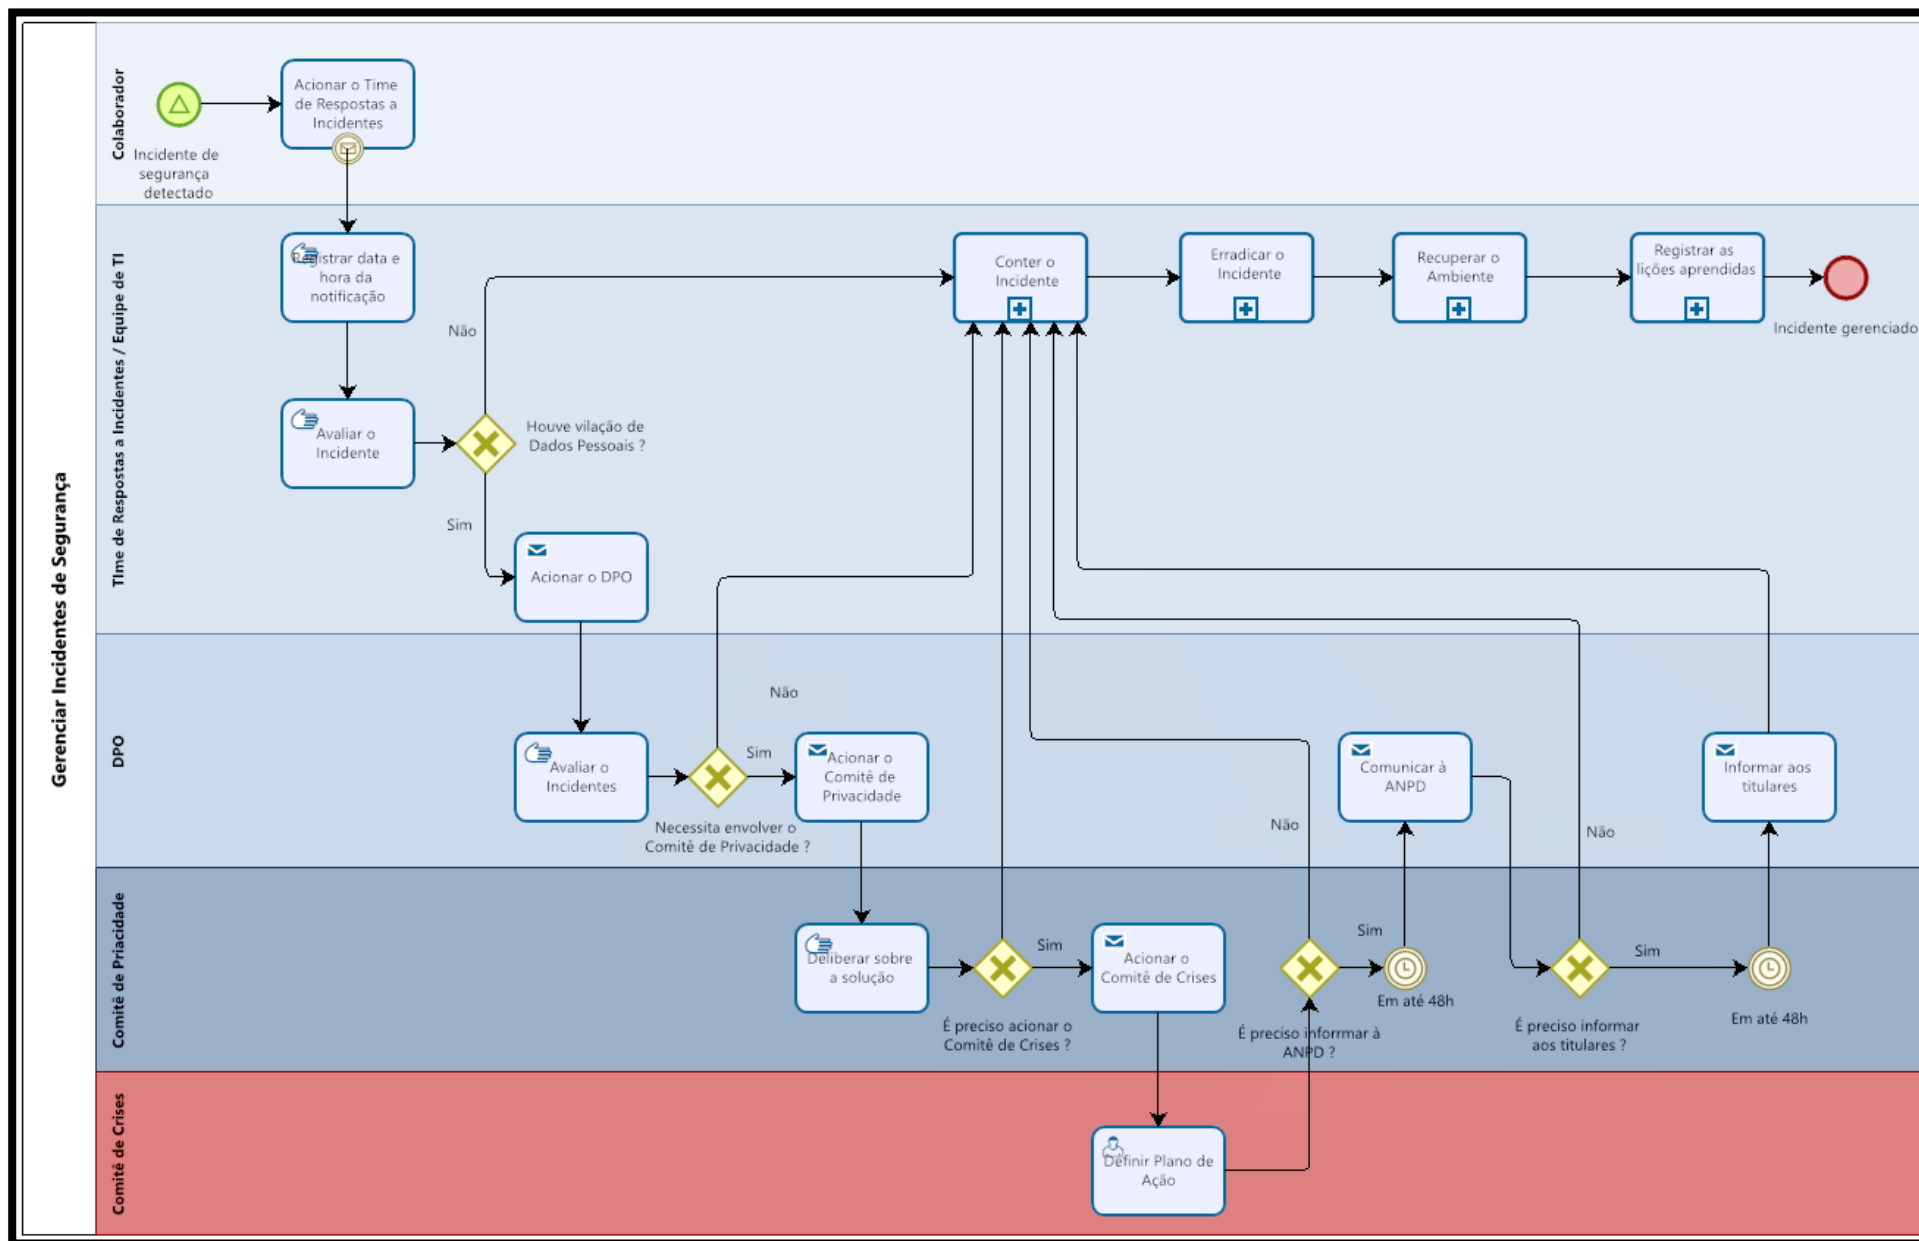 Gerenciar Incidentes de Segurança
Colaborador
Incidente de
segurança
detectado
Acionar o Time
de Respostas a
Incidentes
TIme de Respostas a Incidentes / Equipe de TI
Registrar data e
hora da
notificação
Avaliar o
Incidente
Não
Sim
Houve vilação de
Dados Pessoais ?
Acionar o DPO
Conter o
Incidente
Erradicar o
Incidente
Recuperar o
Ambiente
Registrar as
lições aprendidas
Incidente gerenciado
DPO
Avaliar o
Incidentes
Não
Sim
Necessita envolver o
Comitê de Privacidade ?
Acionar o
Comitê de
Privacidade
Não
Comunicar à
ANPD
Não
Informar aos
titulares
Comitê de Priacidade
Deliberar sobre
a solução
Sim
É preciso acionar o
Comitê de Crises ?
Acionar o
Comitê de Crises
Sim
É preciso inforrmar à
ANPD ?
Em até 48h
Sim
É preciso informar
aos titulares ?
Em até 48h
Comitê de Crises
Definir Plano de
Ação